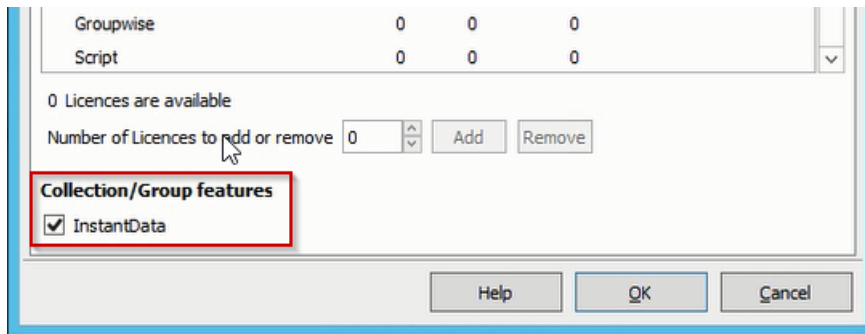 Groupwise 0 0 0
Script 0 0 0
0 Licences are available
Number of Licences to add or remove 0 Add Remove
Collection/Group features
InstantData
Help OK Cancel